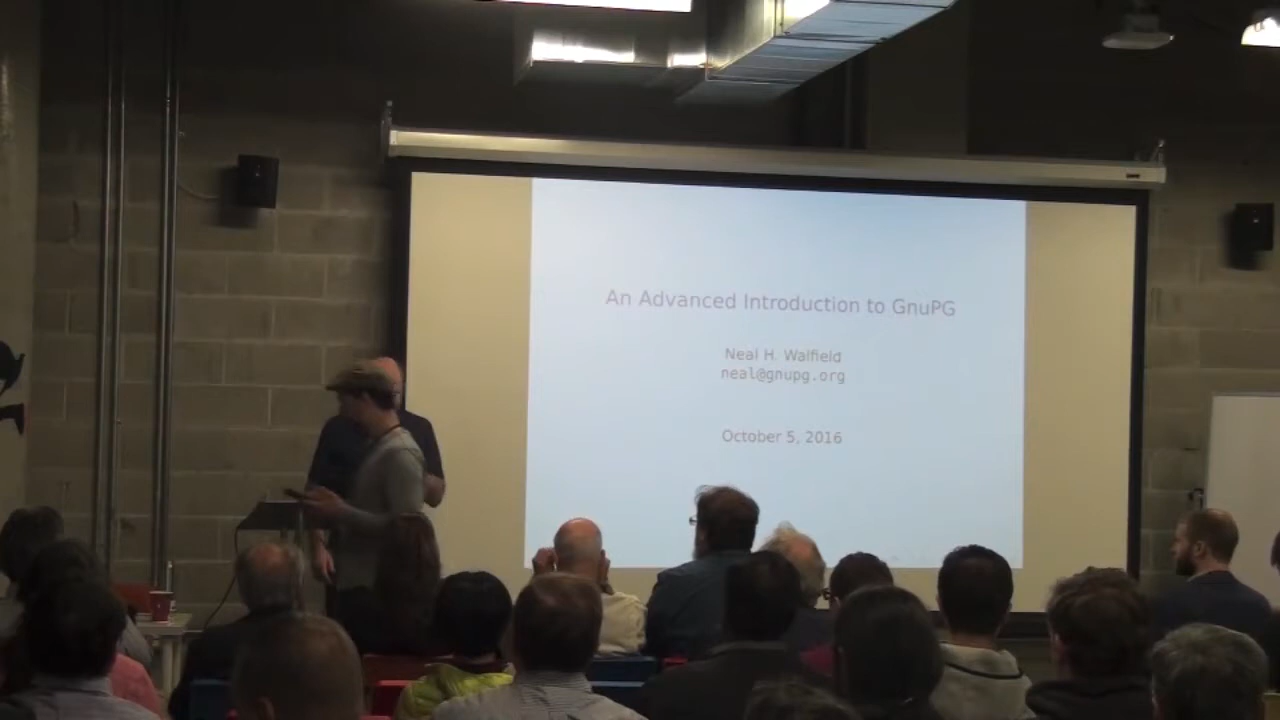 An Advanced Introduction to GnuPG
Neal H. Walfield
neal@gnupg.org
October 5, 2016